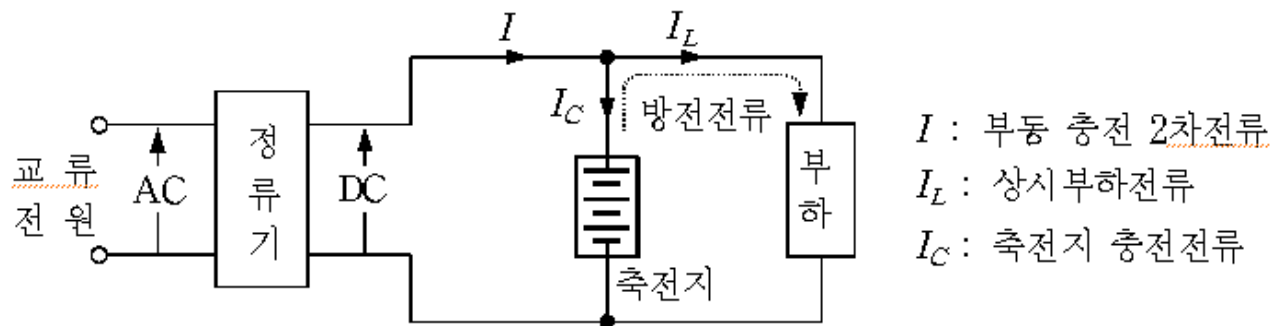 I
I_L
I_C
방전전류
교 류
전 원
AC
정
류
기
DC
축전지
부
하
I : 부동 충전 2차전류
I_L : 상시부하전류
I_C : 축전지 충전전류